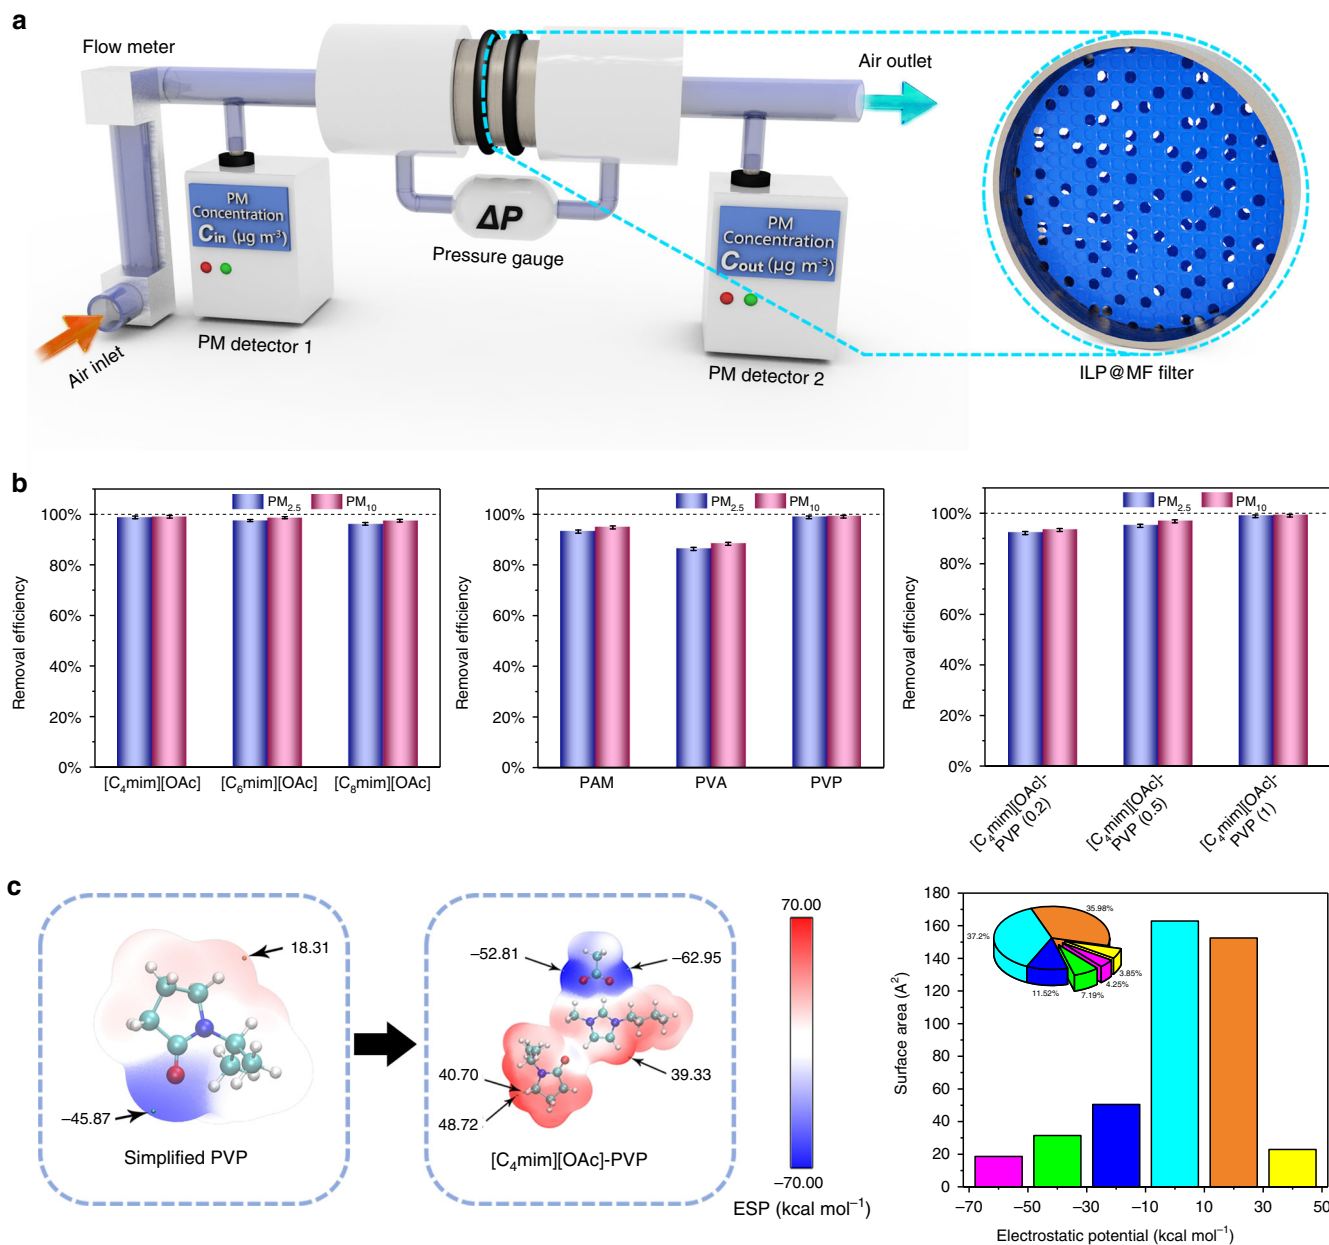 a
Flow meter
Air outlet
PM
Concentration
Cin (μg m-3)
ΔP
Pressure gauge
PM
Concentration
Cout (μg m-3)
PM detector 1
Air inlet
PM detector 2
ILP@MF filter
b
PM2.5 PM10
100%
80%
60%
40%
20%
0%
Removal efficiency
[C4mim][OAc] [C6mim][OAc] [C8mim][OAc]
PM2.5 PM10
100%
80%
60%
40%
20%
0%
Removal efficiency
PAM PVA PVP
PM2.5 PM10
100%
80%
60%
40%
20%
0%
Removal efficiency
[C4mim][OAc]-
PVP (0.2)
[C4mim][OAc]-
PVP (0.5)
[C4mim][OAc]-
PVP (1)
c
18.31
–45.87
Simplified PVP
–52.81
–62.95
40.70
48.72
39.33
[C4mim][OAc]-PVP
70.00
–70.00
ESP (kcal mol–1)
180
160
140
120
100
80
60
40
20
0
Surface area (Å2)
35.98%
37.2%
11.52%
7.19%
4.25%
3.85%
–70 –50 –30 –10 10 30 50
Electrostatic potential (kcal mol–1)